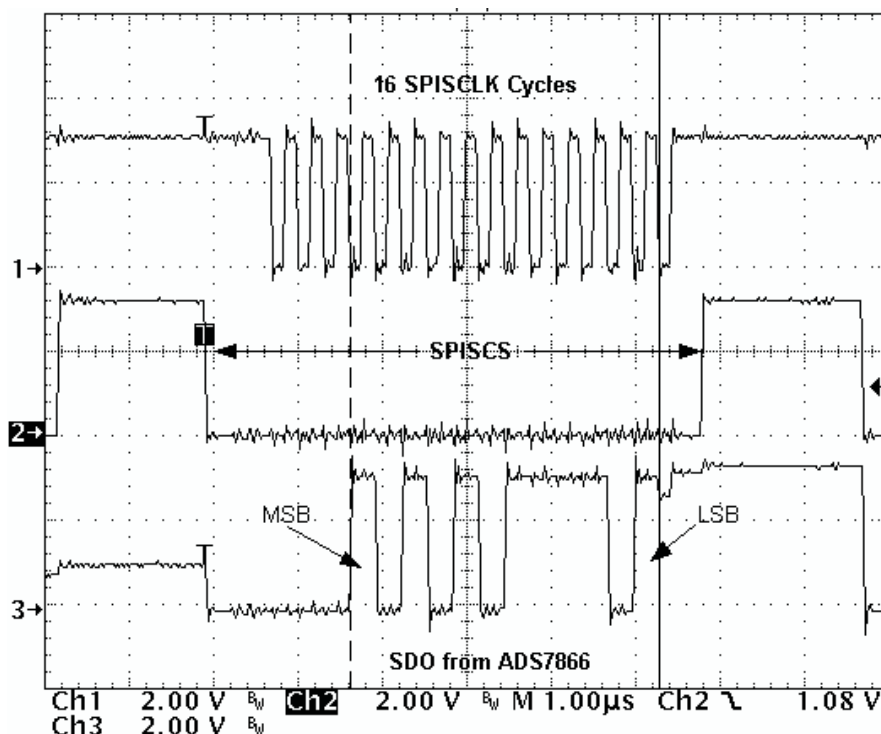 16 SPISCLK Cycles
T
1
T
SPISCS
2
MSB
LSB
T
3
SDO from ADS7866
Ch1 2.00 V BW Ch2 2.00 V BW M 1.00µs Ch2 1.08 V
Ch3 2.00 V BW